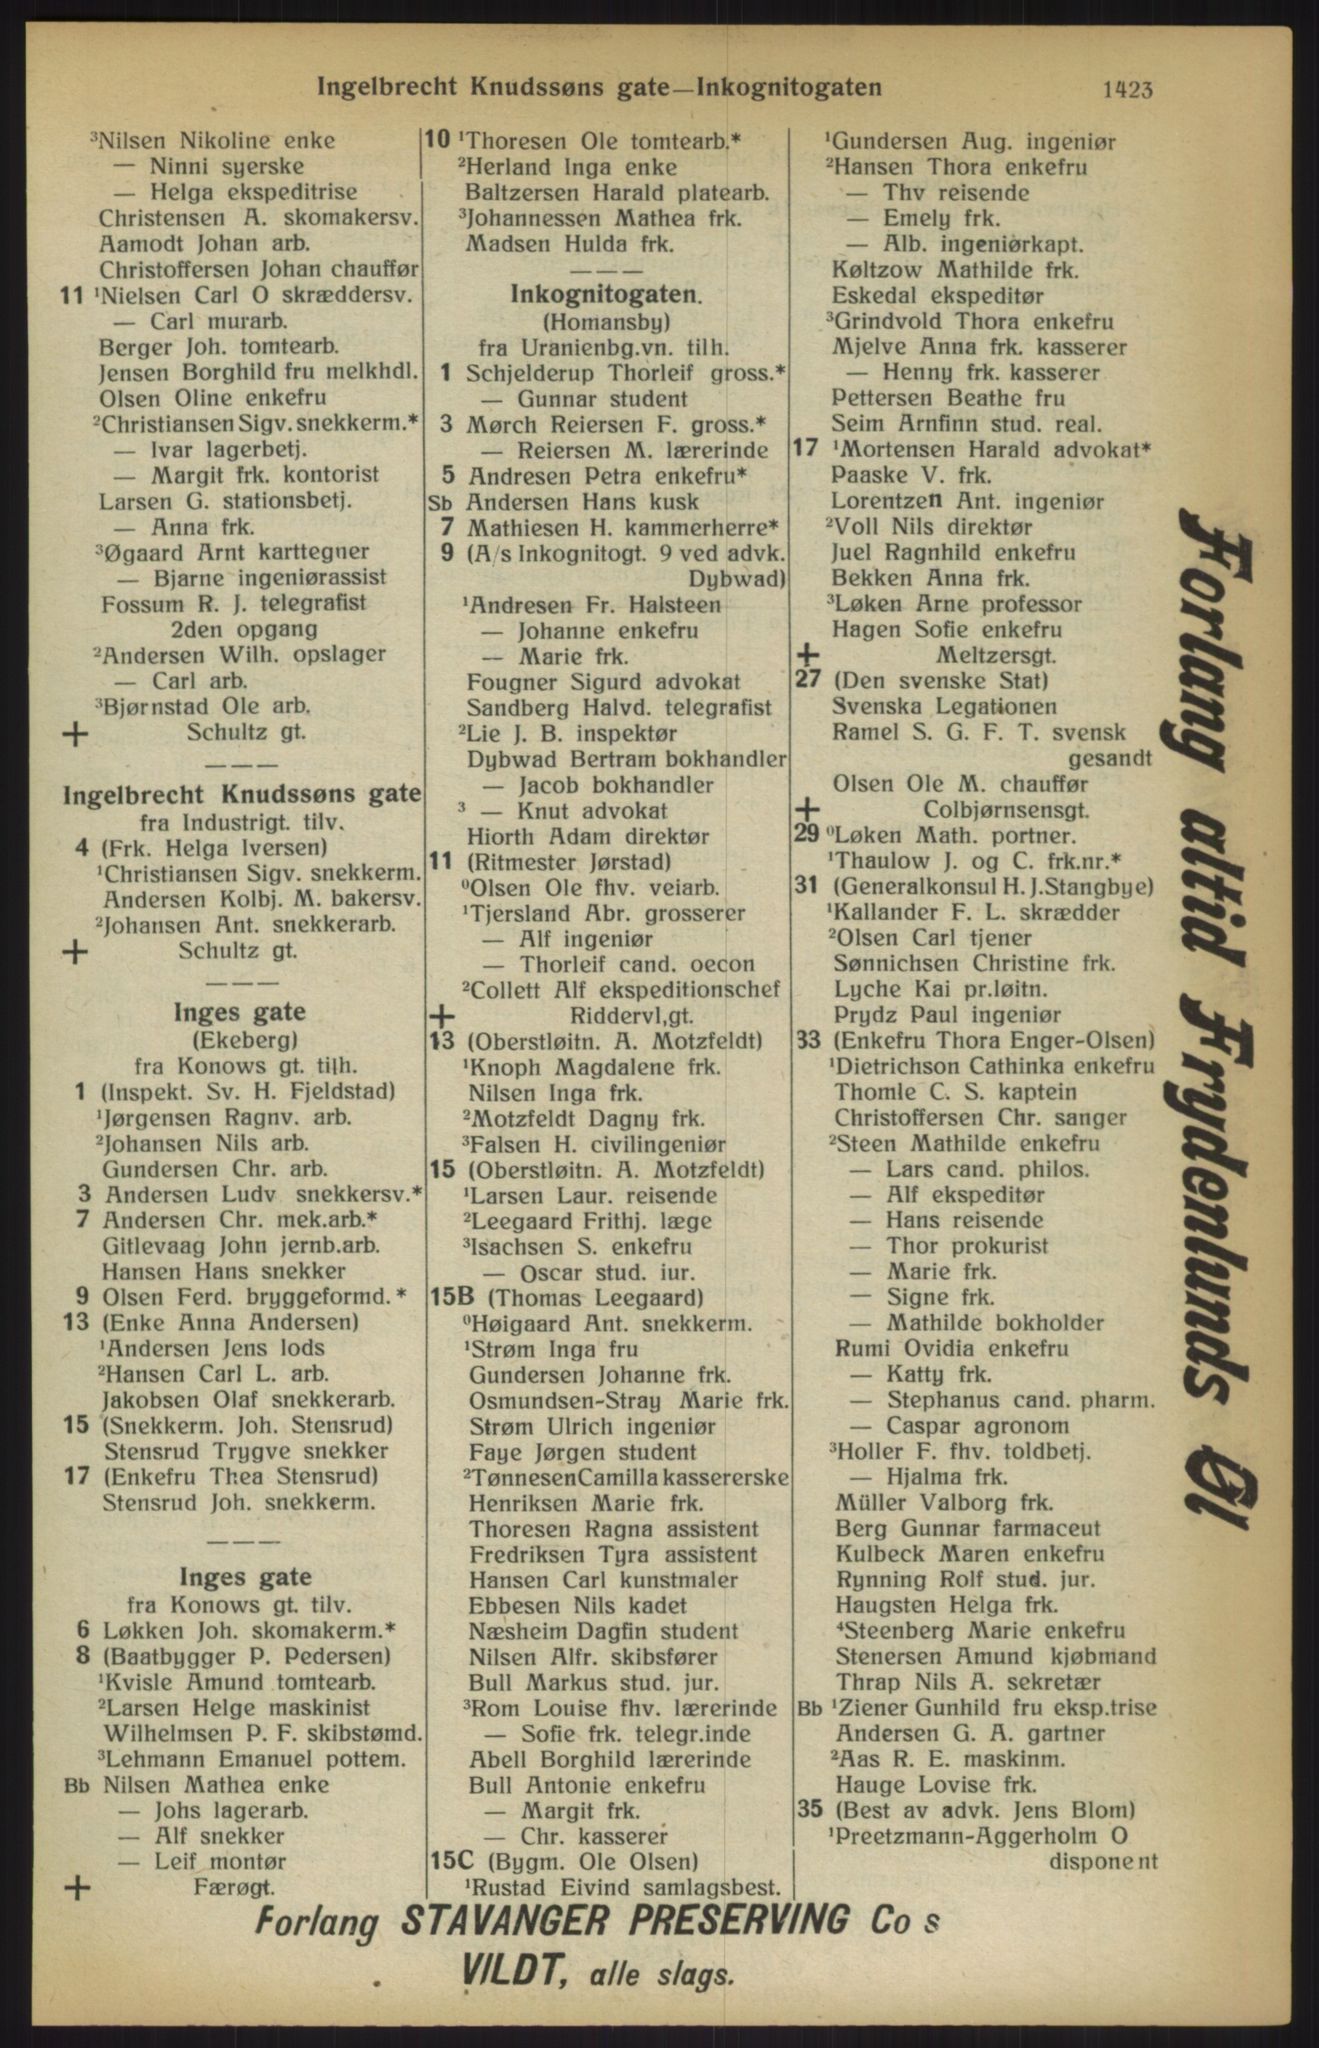 Ingelbrecht Knudssøns gate—Inkognitogaten 1423
³Nilsen Nikoline enke
— Ninni syerske
— Helga ekspeditrise
Christensen A. skomakersv.
Aamodt Johan arb.
Christoffersen Johan chauffør
11 ¹Nielsen Carl O skræddersv.
— Carl murarb.
Berger Joh. tomtearb.
Jensen Borghild fru melkhdl.
Olsen Oline enkefru
²Christiansen Sigv. snekkerm.*
— Ivar lagerbetj.
— Margit frk. kontorist
Larsen G. stationsbetj.
— Anna frk.
³Øgaard Arnt karttegner
— Bjarne ingeniørassist
Fossum R. J. telegrafist
2den opgang
²Andersen Wilh. opslager
— Carl arb.
³Bjørnstad Ole arb.
+ Schultz gt.
— — —
Ingelbrecht Knudssøns gate
fra Industrigt. tilv.
4 (Frk. Helga Iversen)
¹Christiansen Sigv. snekkerm.
Andersen Kolbj. M. bakersv.
²Johansen Ant. snekkerarb.
+ Schultz gt.
— — —
Inges gate
(Ekeberg)
fra Konows gt. tilh.
1 (Inspekt. Sv. H. Fjeldstad)
¹Jørgensen Ragnv. arb.
²Johansen Nils arb.
Gundersen Chr. arb.
3 Andersen Ludv snekkersv.*
7 Andersen Chr. mek.arb.*
Gitlevaag John jernb.arb.
Hansen Hans snekker
9 Olsen Ferd. bryggeformd.*
13 (Enke Anna Andersen)
¹Andersen Jens lods
²Hansen Carl L. arb.
Jakobsen Olaf snekkerarb.
15 (Snekkerm. Joh. Stensrud)
Stensrud Trygve snekker
17 (Enkefru Thea Stensrud)
Stensrud Joh. snekkerm.
— — —
Inges gate
fra Konows gt. tilv.
6 Løkken Joh. skomakerm.*
8 (Baatbygger P. Pedersen)
¹Kvisle Amund tomtearb.
²Larsen Helge maskinist
Wilhelmsen P. F. skibstømd.
³Lehmann Emanuel pottem.
Bb Nilsen Mathea enke
— Johs lagerarb.
— Alf snekker
— Leif montør
+ Færøgt.
10 ¹Thoresen Ole tomtearb.*
²Herland Inga enke
Baltzersen Harald platearb.
³Johannessen Mathea frk.
Madsen Hulda frk.
— — —
Inkognitogaten.
(Homansby)
fra Uranienbg.vn. tilh.
1 Schjelderup Thorleif gross.*
— Gunnar student
3 Mørch Reiersen F. gross.*
— Reiersen M. lærerinde
5 Andresen Petra enkefru*
Sb Andersen Hans kusk
7 Mathiesen H. kammerherre*
9 (A/s Inkognitogt. 9 ved advk.
Dybwad)
¹Andresen Fr. Halsteen
— Johanne enkefru
— Marie frk.
Fougner Sigurd advokat
Sandberg Halvd. telegrafist
²Lie J. B. inspektør
Dybwad Bertram bokhandler
— Jacob bokhandler
³ — Knut advokat
Hiorth Adam direktør
11 (Ritmester Jørstad)
⁰Olsen Ole fhv. veiarb.
¹Tjersland Abr. grosserer
— Alf ingeniør
— Thorleif cand. oecon
²Collett Alf ekspeditionschef
+ Riddervl,gt.
13 (Oberstløitn. A. Motzfeldt)
¹Knoph Magdalene frk.
Nilsen Inga frk.
²Motzfeldt Dagny frk.
³Falsen H. civilingeniør
15 (Oberstløitn. A. Motzfeldt)
¹Larsen Laur. reisende
²Leegaard Frithj. læge
³Isachsen S. enkefru
— Oscar stud. iur.
15B (Thomas Leegaard)
⁰Høigaard Ant. snekkerm.
¹Strøm Inga fru
Gundersen Johanne frk.
Osmundsen-Stray Marie frk.
Strøm Ulrich ingeniør
Faye Jørgen student
²Tønnesen Camilla kassererske
Henriksen Marie frk.
Thoresen Ragna assistent
Fredriksen Tyra assistent
Hansen Carl kunstmaler
Ebbesen Nils kadet
Næsheim Dagfin student
Nilsen Alfr. skibsfører
Bull Markus stud. jur.
³Rom Louise fhv. lærerinde
— Sofie frk. telegr.inde
Abell Borghild lærerinde
Bull Antonie enkefru
— Margit frk.
— Chr. kasserer
15C (Bygm. Ole Olsen)
¹Rustad Eivind samlagsbest.
¹Gundersen Aug. ingeniør
²Hansen Thora enkefru
— Thv reisende
— Emely frk.
— Alb. ingeniørkapt.
Køltzow Mathilde frk.
Eskedal ekspeditør
³Grindvold Thora enkefru
Mjelve Anna frk. kasserer
— Henny frk. kasserer
Pettersen Beathe fru
Seim Arnfinn stud. real.
17 ¹Mortensen Harald advokat*
Paaske V. frk.
Lorentzen Ant. ingeniør
²Voll Nils direktør
Juel Ragnhild enkefru
Bekken Anna frk.
³Løken Arne professor
Hagen Sofie enkefru
+ Meltzersgt.
27 (Den svenske Stat)
Svenska Legationen
Ramel S. G. F. T. svensk
gesandt
Olsen Ole M. chauffør
+ Colbjørnsensgt.
29 ⁰Løken Math. portner.
¹Thaulow J. og C. frk.nr.*
31 (Generalkonsul H. J. Stangbye)
¹Kallander F. L. skrædder
²Olsen Carl tjener
Sønnichsen Christine frk.
Lyche Kai pr.løitn.
Prydz Paul ingeniør
33 (Enkefru Thora Enger-Olsen)
¹Dietrichson Cathinka enkefru
Thomle C. S. kaptein
Christoffersen Chr. sanger
²Steen Mathilde enkefru
— Lars cand. philos.
— Alf ekspeditør
— Hans reisende
— Thor prokurist
— Marie frk.
— Signe frk.
— Mathilde bokholder
Rumi Ovidia enkefru
— Katty frk.
— Stephanus cand. pharm.
— Caspar agronom
³Holler F. fhv. toldbetj.
— Hjalma frk.
Müller Valborg frk.
Berg Gunnar farmaceut
Kulbeck Maren enkefru
Rynning Rolf stud. jur.
Haugsten Helga frk.
⁴Steenberg Marie enkefru
Stenersen Amund kjøbmand
Thrap Nils A. sekretær
Bb ¹Ziener Gunhild fru eksp.trise
Andersen G. A. gartner
²Aas R. E. maskinm.
Hauge Lovise frk.
35 (Best av advk. Jens Blom)
¹Preetzmann-Aggerholm O
disponent
Forlang altid Frydenlunds Øl
Forlang STAVANGER PRESERVING Co s
VILDT, alle slags.